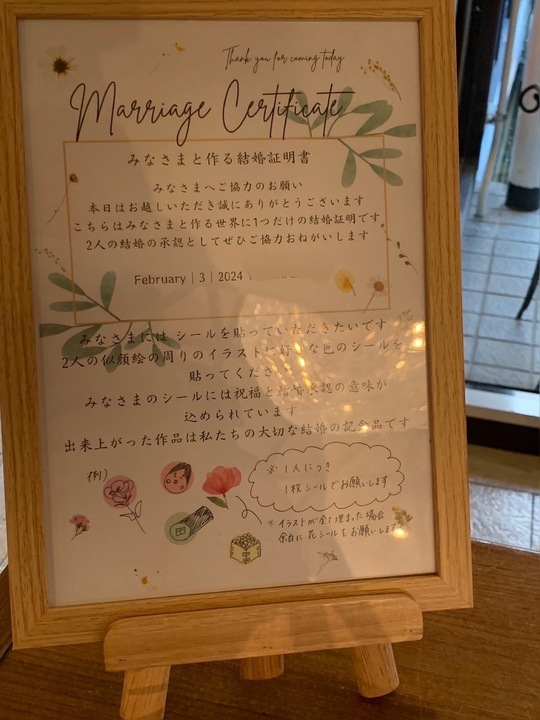 Thank you for coming today
Marriage Certificate
みなさまと作る結婚証明書
みなさまへご協力のお願い
本日はお越しいただき誠にありがとうございます
こちらはみなさまと作る世界に1つだけの結婚証明です
2人の結婚の承認としてぜひご協力おねがいします
February | 3 | 2024
みなさまには シールを貼っていただきたいです
2人の似顔絵の周りのイラストに好きな色のシールを
貼ってください
みなさまのシールには祝福と結婚承認の意味が
込められています
出来上がった作品は私たちの大切な結婚の記念品です
例)
※ 1人につき
1枚シールでお願いします
※イラストが全て埋まった場合
余白に花シールをお願いします